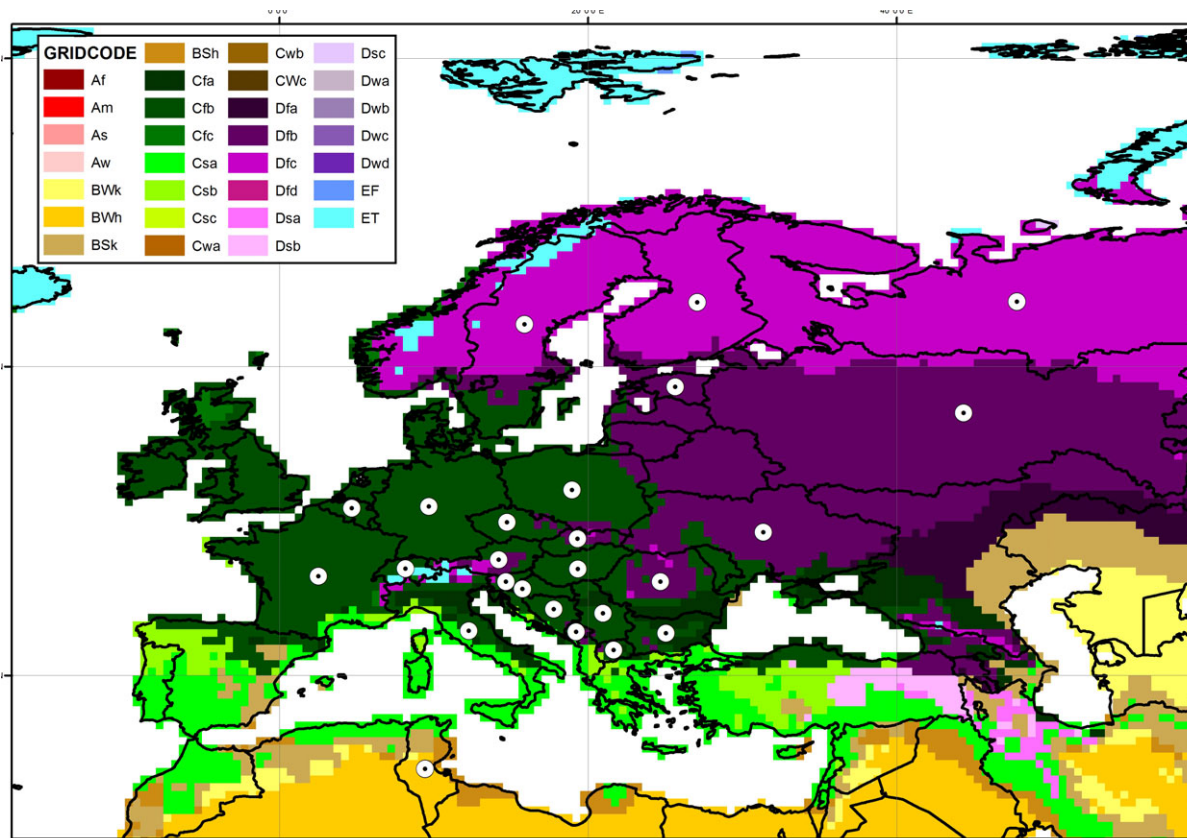 GRIDCODE
Af
Am
As
Aw
BWk
BWh
BSk
BSh
Cfa
Cfb
Cfc
Csa
Csb
Csc
Cwa
Cwb
CWc
Dfa
Dfb
Dfc
Dfd
Dsa
Dsb
Dsc
Dwa
Dwb
Dwc
Dwd
EF
ET